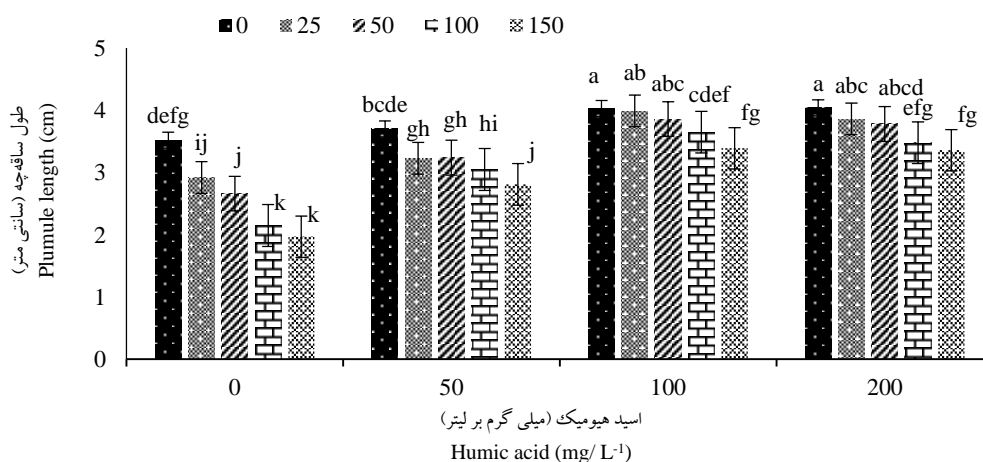 0 25 50 100 150
طول ساقه‌چه (سانتی متر)
Plumule length (cm)
5
4
3
2
1
0
defg ij j k k
bcde gh gh hi j
a ab abc cdef fg
a abc abcd efg fg
0 50 100 200
اسید هیومیک (میلی گرم بر لیتر)
Humic acid (mg/ L-1)